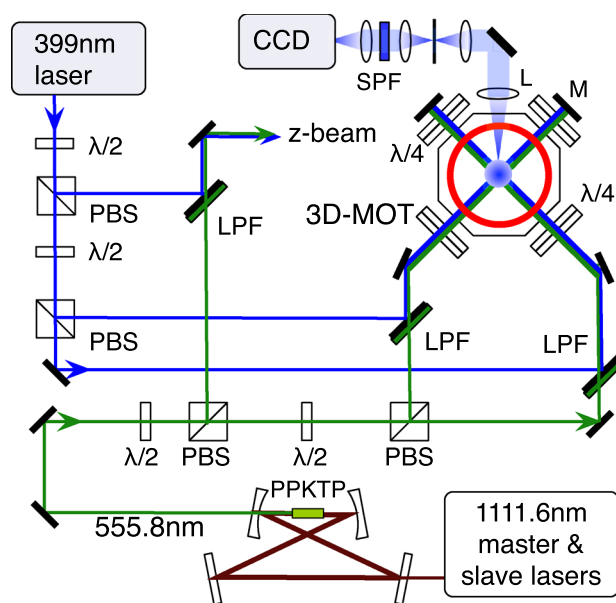 399nm
laser
CCD
SPF
L
M
λ/2
λ/4
z-beam
PBS
LPF
3D-MOT
λ/4
λ/2
PBS
LPF
LPF
λ/2
PBS
λ/2
PBS
PPKTP
555.8nm
1111.6nm
master &
slave lasers